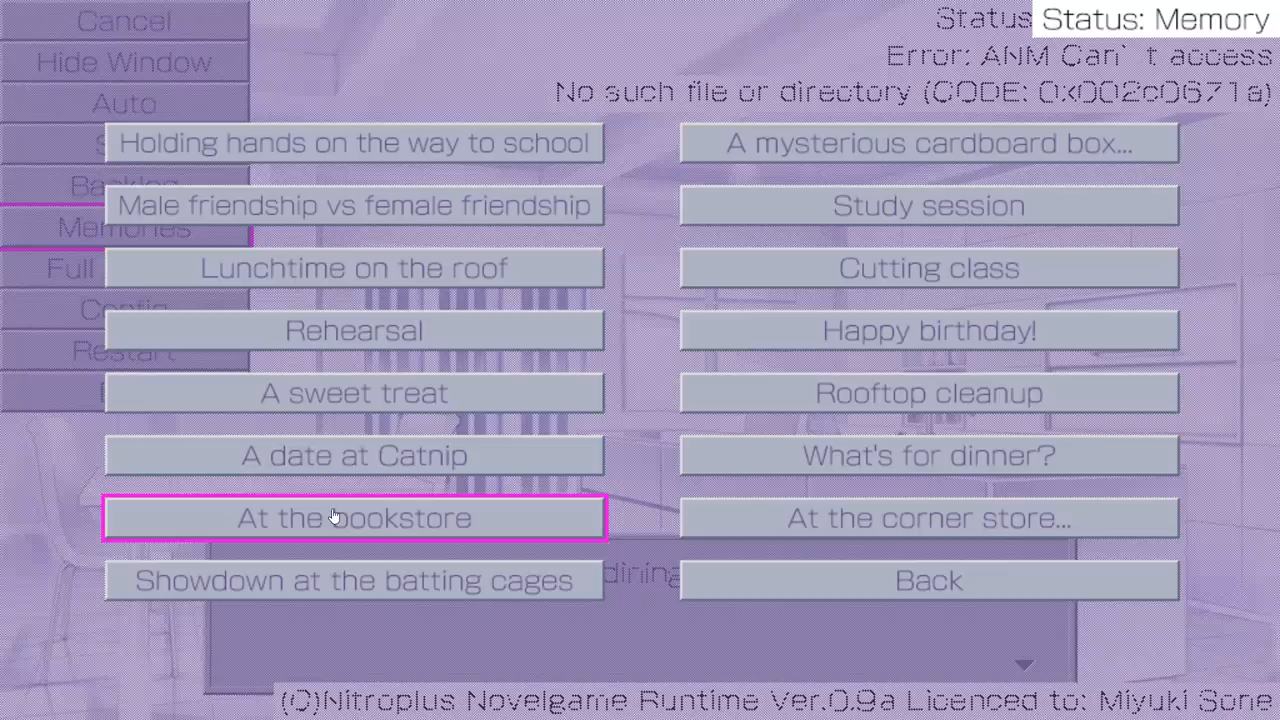 Cancel
Hide Window
Auto
Backlog
Memories
Full
Config
Restart
Status
Status: Memory
Error: ANM Can` t access
No such file or directory (CODE: 0x002c0671a)
Holding hands on the way to school
A mysterious cardboard box...
Male friendship vs female friendship
Study session
Lunchtime on the roof
Cutting class
Rehearsal
Happy birthday!
A sweet treat
Rooftop cleanup
A date at Catnip
What's for dinner?
At the bookstore
At the corner store...
Showdown at the batting cages
Back
dining
(C)Nitroplus Novelgame Runtime Ver.0.9a Licenced to: Miyuki Sone